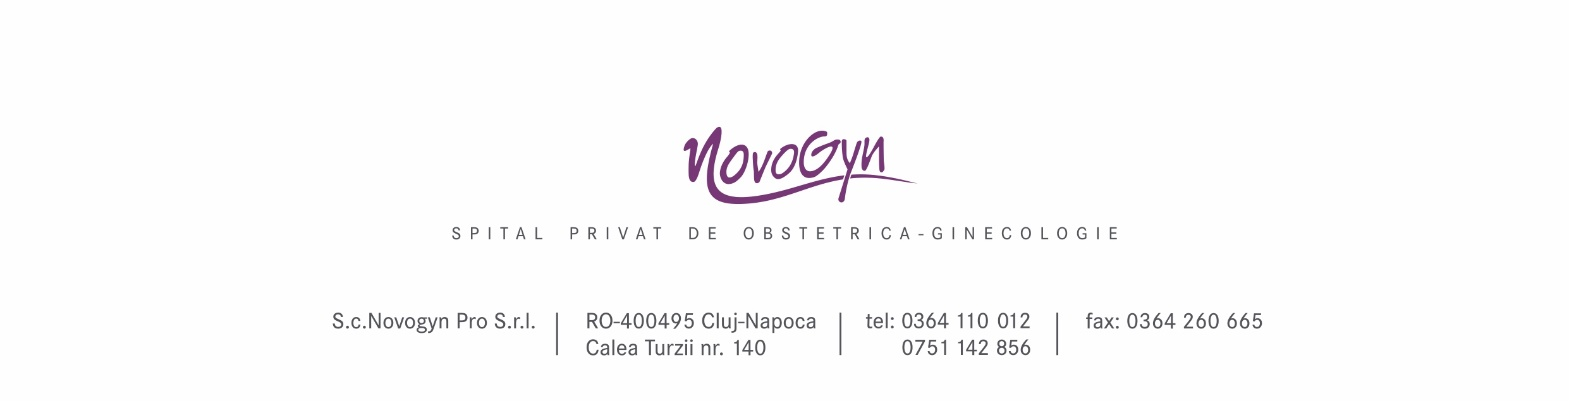 NovoGyn
SPITAL PRIVAT DE OBSTETRICA-GINECOLOGIE
S.c.Novogyn Pro S.r.l.
RO-400495 Cluj-Napoca
Calea Turzii nr. 140
tel: 0364 110 012
0751 142 856
fax: 0364 260 665